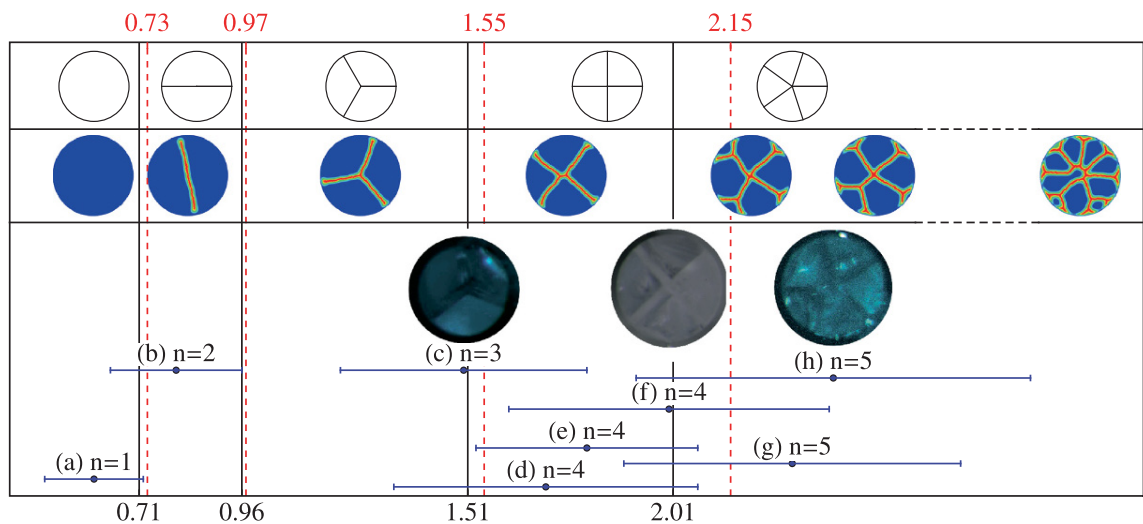 0.73 0.97 1.55 2.15
(b) n=2 (c) n=3 (h) n=5
(f) n=4
(e) n=4 (g) n=5
(a) n=1 (d) n=4
0.71 0.96 1.51 2.01